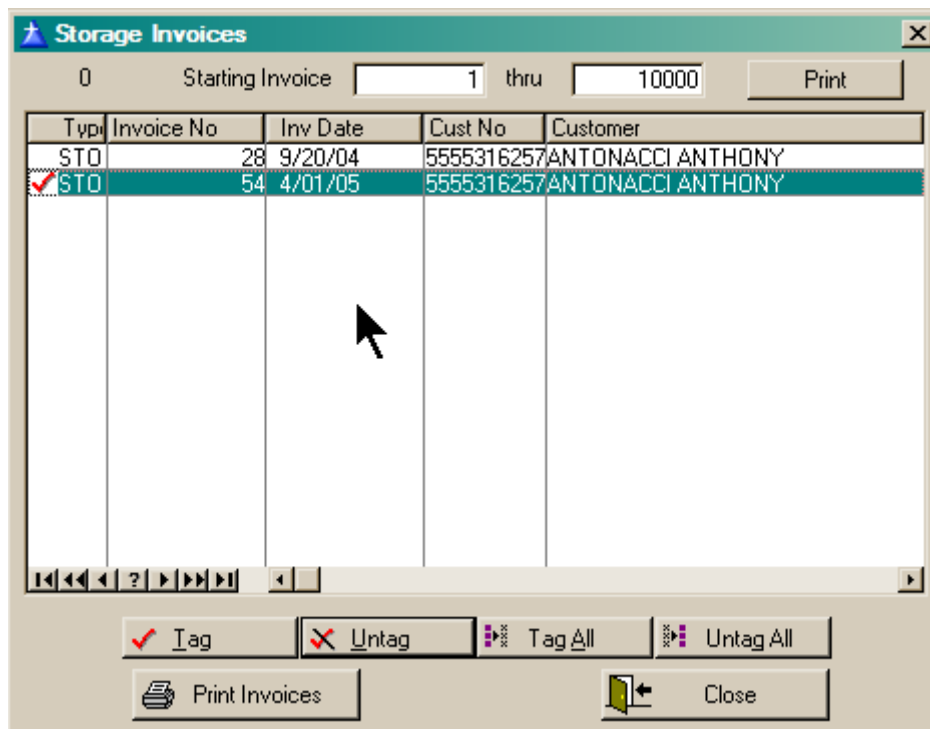 Storage Invoices
0 Starting Invoice 1 thru 10000 Print
Typ Invoice No Inv Date Cust No Customer
STO 28 9/20/04 5555316257 ANTONACCI ANTHONY
STO 54 4/01/05 5555316257 ANTONACCI ANTHONY
?
Tag Untag Tag All Untag All
Print Invoices Close